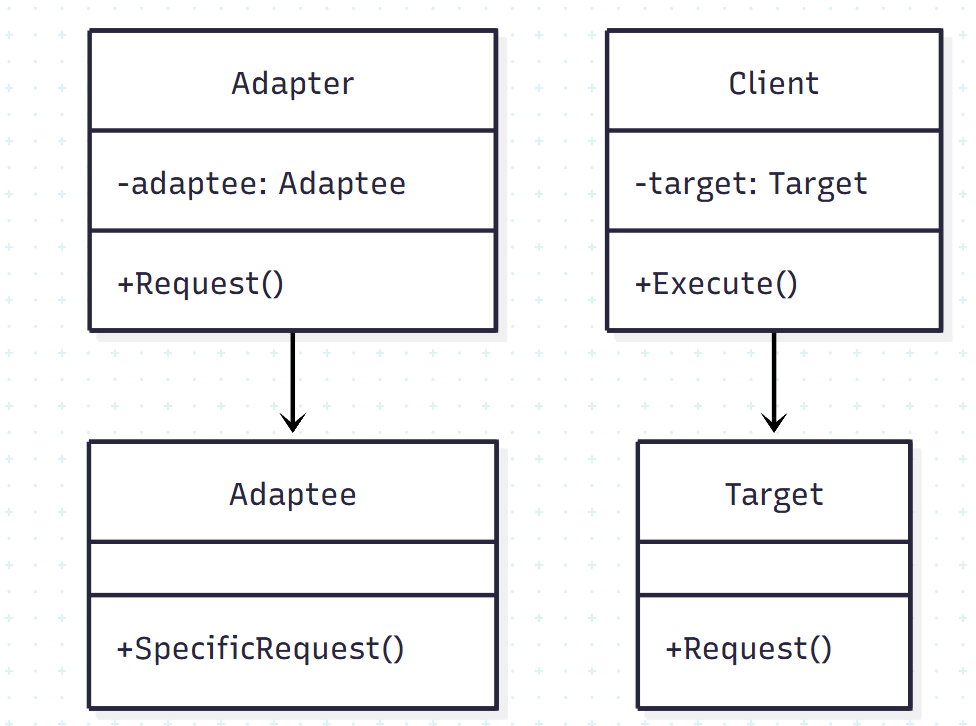 Adapter
-adaptee: Adaptee
+Request()
Client
-target: Target
+Execute()
Adaptee
+SpecificRequest()
Target
+Request()